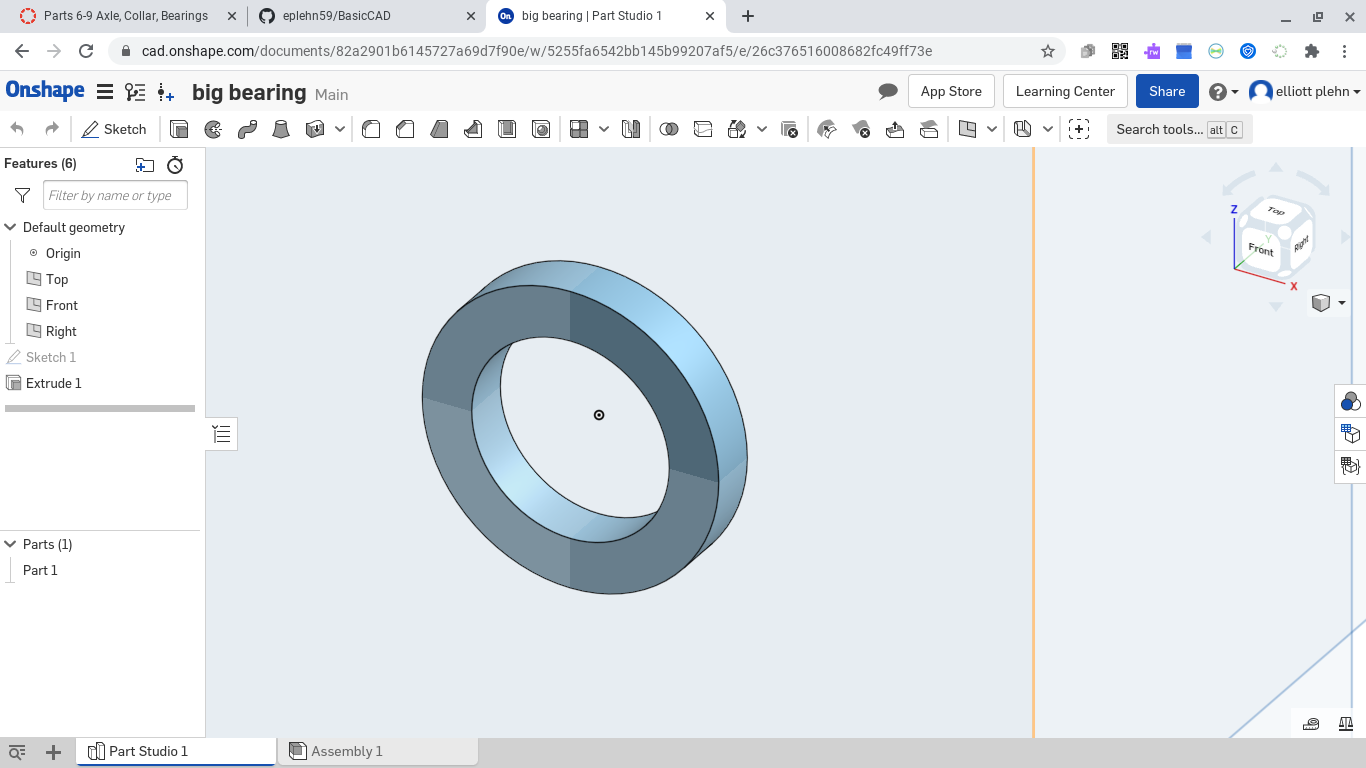 Parts 6-9 Axle, Collar, Bearings
eplehn59/BasicCAD
On big bearing | Part Studio 1
cad.onshape.com/documents/82a2901b6145727a69d7f90e/w/5255fa6542bb145b99207af5/e/26c376516008682fc49ff73e
rw
Onshape
big bearing Main
App Store
Learning Center
Share
elliott plehn
Sketch
Search tools... alt C
Features (6)
Filter by name or type
Default geometry
Origin
Top
Front
Right
Sketch 1
Extrude 1
Parts (1)
Part 1
Z
Top
Y
Front
Right
X
Part Studio 1
Assembly 1